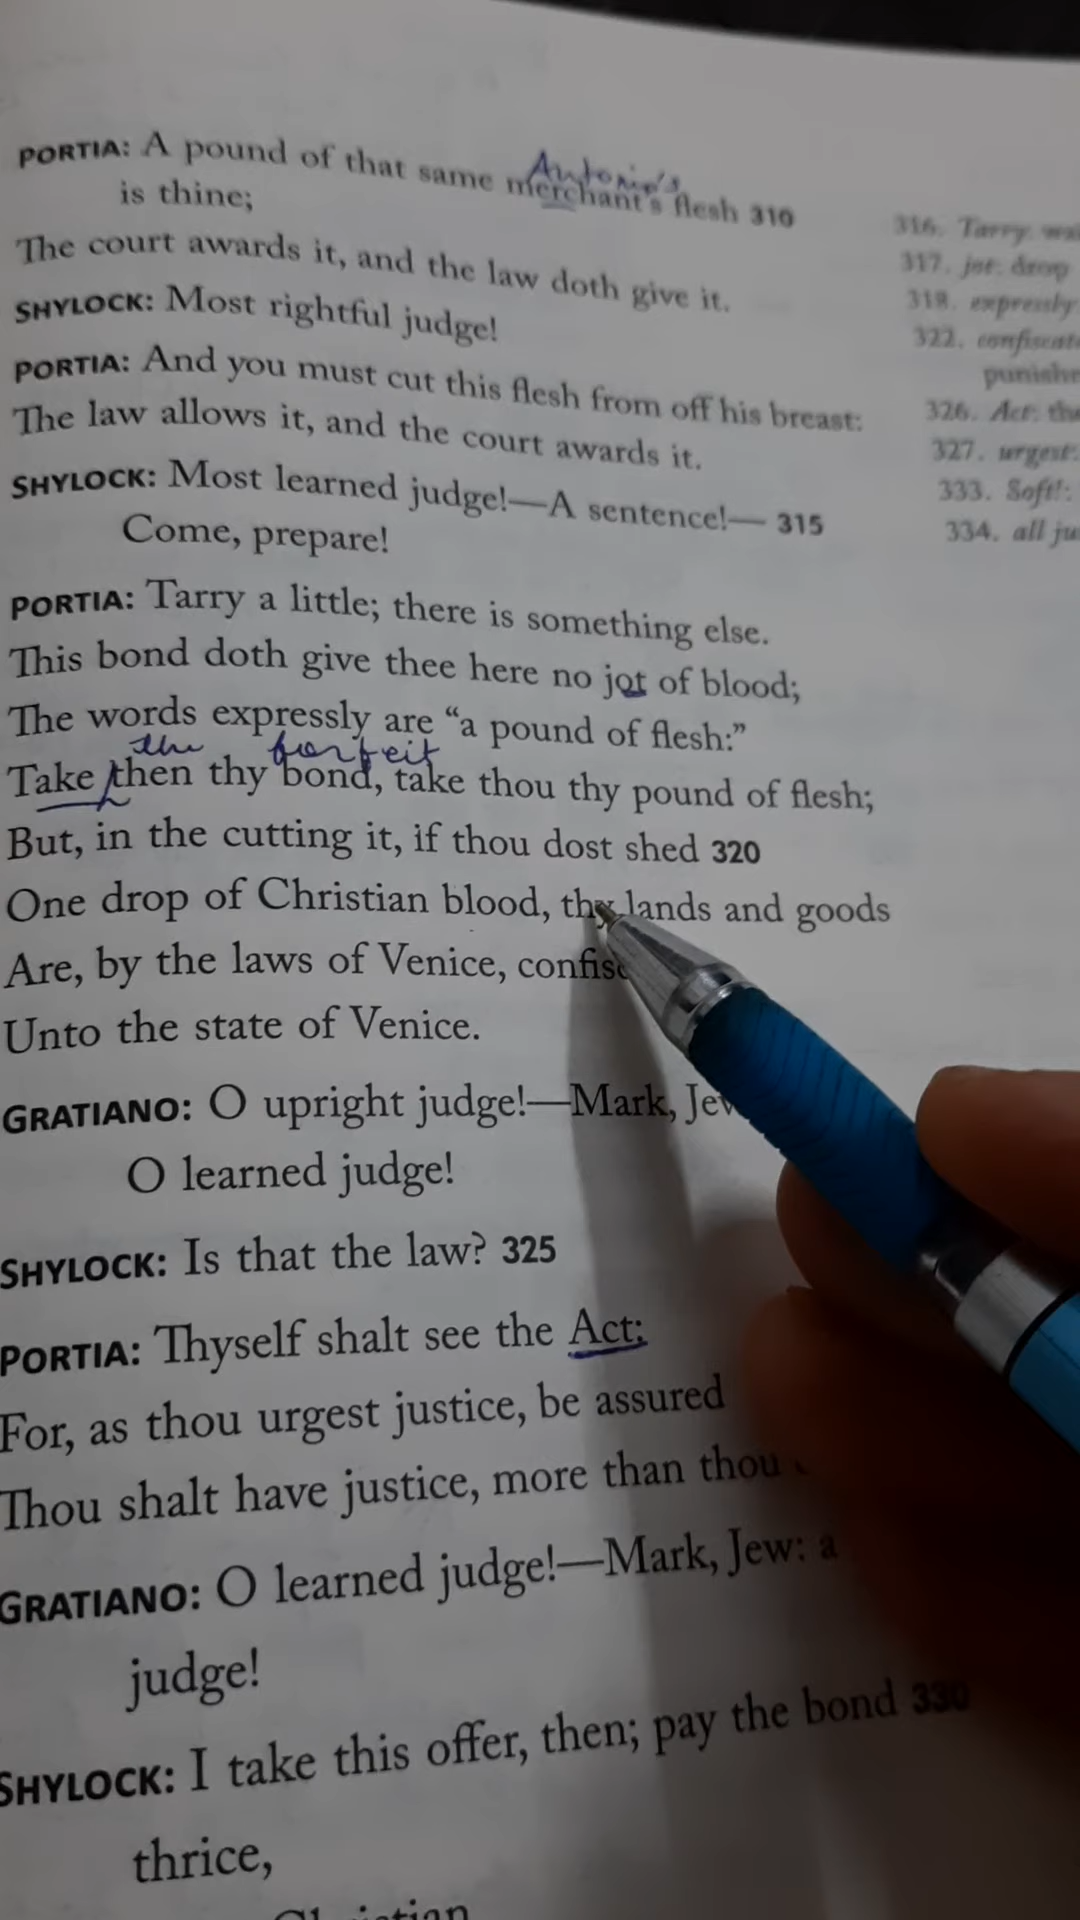 PORTIA: A pound of that same merchant's flesh 310
Antonio's
is thine;
The court awards it, and the law doth give it.
SHYLOCK: Most rightful judge!
PORTIA: And you must cut this flesh from off his breast:
The law allows it, and the court awards it.
SHYLOCK: Most learned judge!—A sentence!— 315
Come, prepare!
PORTIA: Tarry a little; there is something else.
This bond doth give thee here no jot of blood;
The words expressly are “a pound of flesh:”
the forfeit
Take then thy bond, take thou thy pound of flesh;
But, in the cutting it, if thou dost shed 320
One drop of Christian blood, thy lands and goods
Are, by the laws of Venice,
Unto the state of Venice.
GRATIANO: O upright judge!—Mark,
O learned judge!
SHYLOCK: Is that the law? 325
PORTIA: Thyself shalt see the Act:
For, as thou urgest justice, be assured
Thou shalt have justice, more than thou
GRATIANO: O learned judge!—Mark, Jew: a
judge!
SHYLOCK: I take this offer, then; pay the bond 330
thrice,
Christian
316. Tarry:
317. jot: drop
318. expressly:
322.
326. Act:
327. urgest:
333. Soft!:
334. all